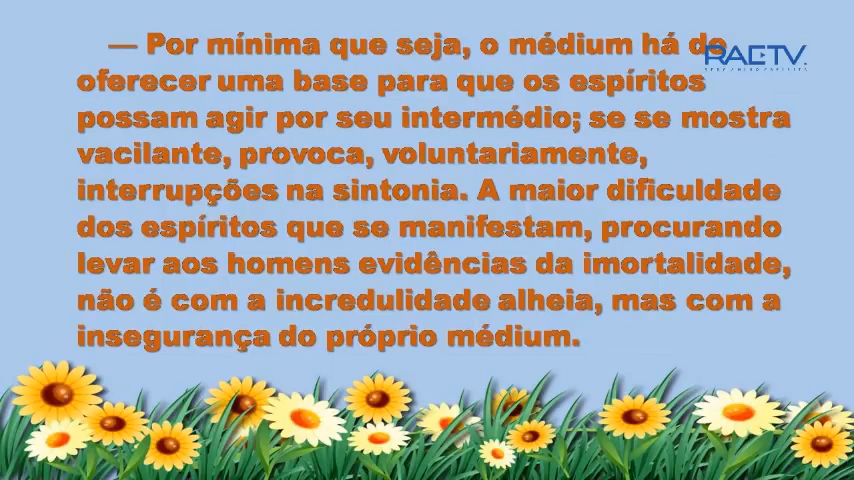 — Por mínima que seja, o médium há de
RAETV.
oferecer uma base para que os espíritos
possam agir por seu intermédio; se se mostra
vacilante, provoca, voluntariamente,
interrupções na sintonia. A maior dificuldade
dos espíritos que se manifestam, procurando
levar aos homens evidências da imortalidade,
não é com a incredulidade alheia, mas com a
insegurança do próprio médium.